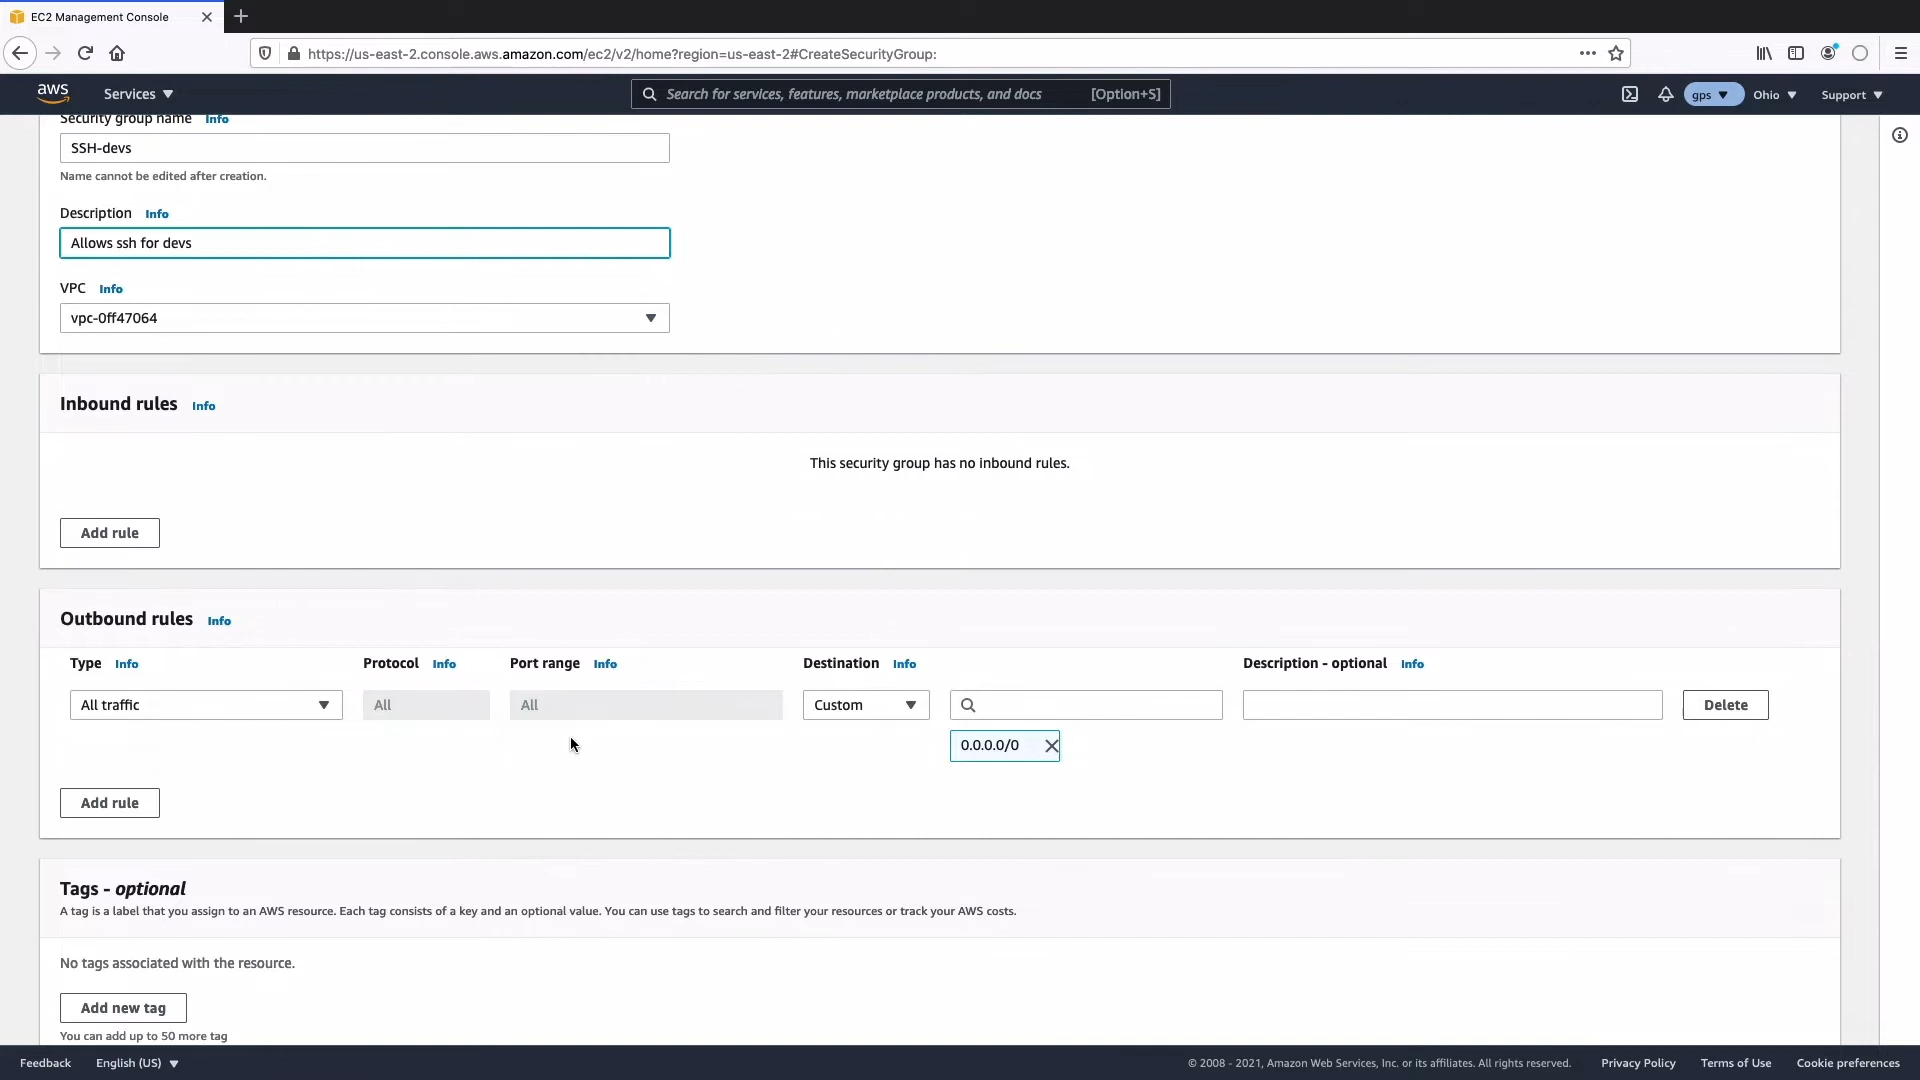 EC2 Management Console
https://us-east-2.console.aws.amazon.com/ec2/v2/home?region=us-east-2#CreateSecurityGroup:
aws Services Search for services, features, marketplace products, and docs [Option+S] gps Ohio Support
Security group name Info
SSH-devs
Name cannot be edited after creation.
Description Info
Allows ssh for devs
VPC Info
vpc-0ff47064
Inbound rules Info
This security group has no inbound rules.
Add rule
Outbound rules Info
Type Info Protocol Info Port range Info Destination Info Description - optional Info
All traffic All All Custom Delete
0.0.0.0/0
Add rule
Tags - optional
A tag is a label that you assign to an AWS resource. Each tag consists of a key and an optional value. You can use tags to search and filter your resources or track your AWS costs.
No tags associated with the resource.
Add new tag
You can add up to 50 more tag
Feedback English (US) © 2008 - 2021, Amazon Web Services, Inc. or its affiliates. All rights reserved. Privacy Policy Terms of Use Cookie preferences